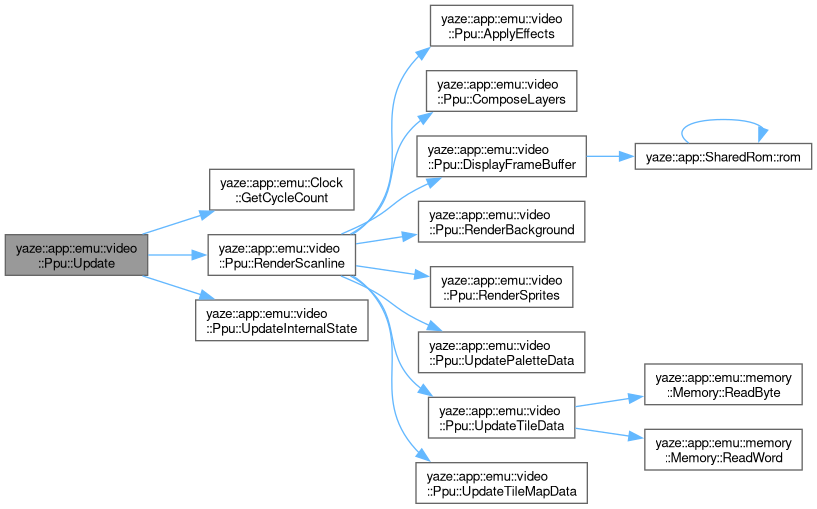 yaze::app::emu::video
::Ppu::Update
yaze::app::emu::Clock
::GetCycleCount
yaze::app::emu::video
::Ppu::RenderScanline
yaze::app::emu::video
::Ppu::UpdateInternalState
yaze::app::emu::video
::Ppu::ApplyEffects
yaze::app::emu::video
::Ppu::ComposeLayers
yaze::app::emu::video
::Ppu::DisplayFrameBuffer
yaze::app::emu::video
::Ppu::RenderBackground
yaze::app::emu::video
::Ppu::RenderSprites
yaze::app::emu::video
::Ppu::UpdatePaletteData
yaze::app::emu::video
::Ppu::UpdateTileData
yaze::app::emu::video
::Ppu::UpdateTileMapData
yaze::app::SharedRom::rom
yaze::app::emu::memory
::Memory::ReadByte
yaze::app::emu::memory
::Memory::ReadWord